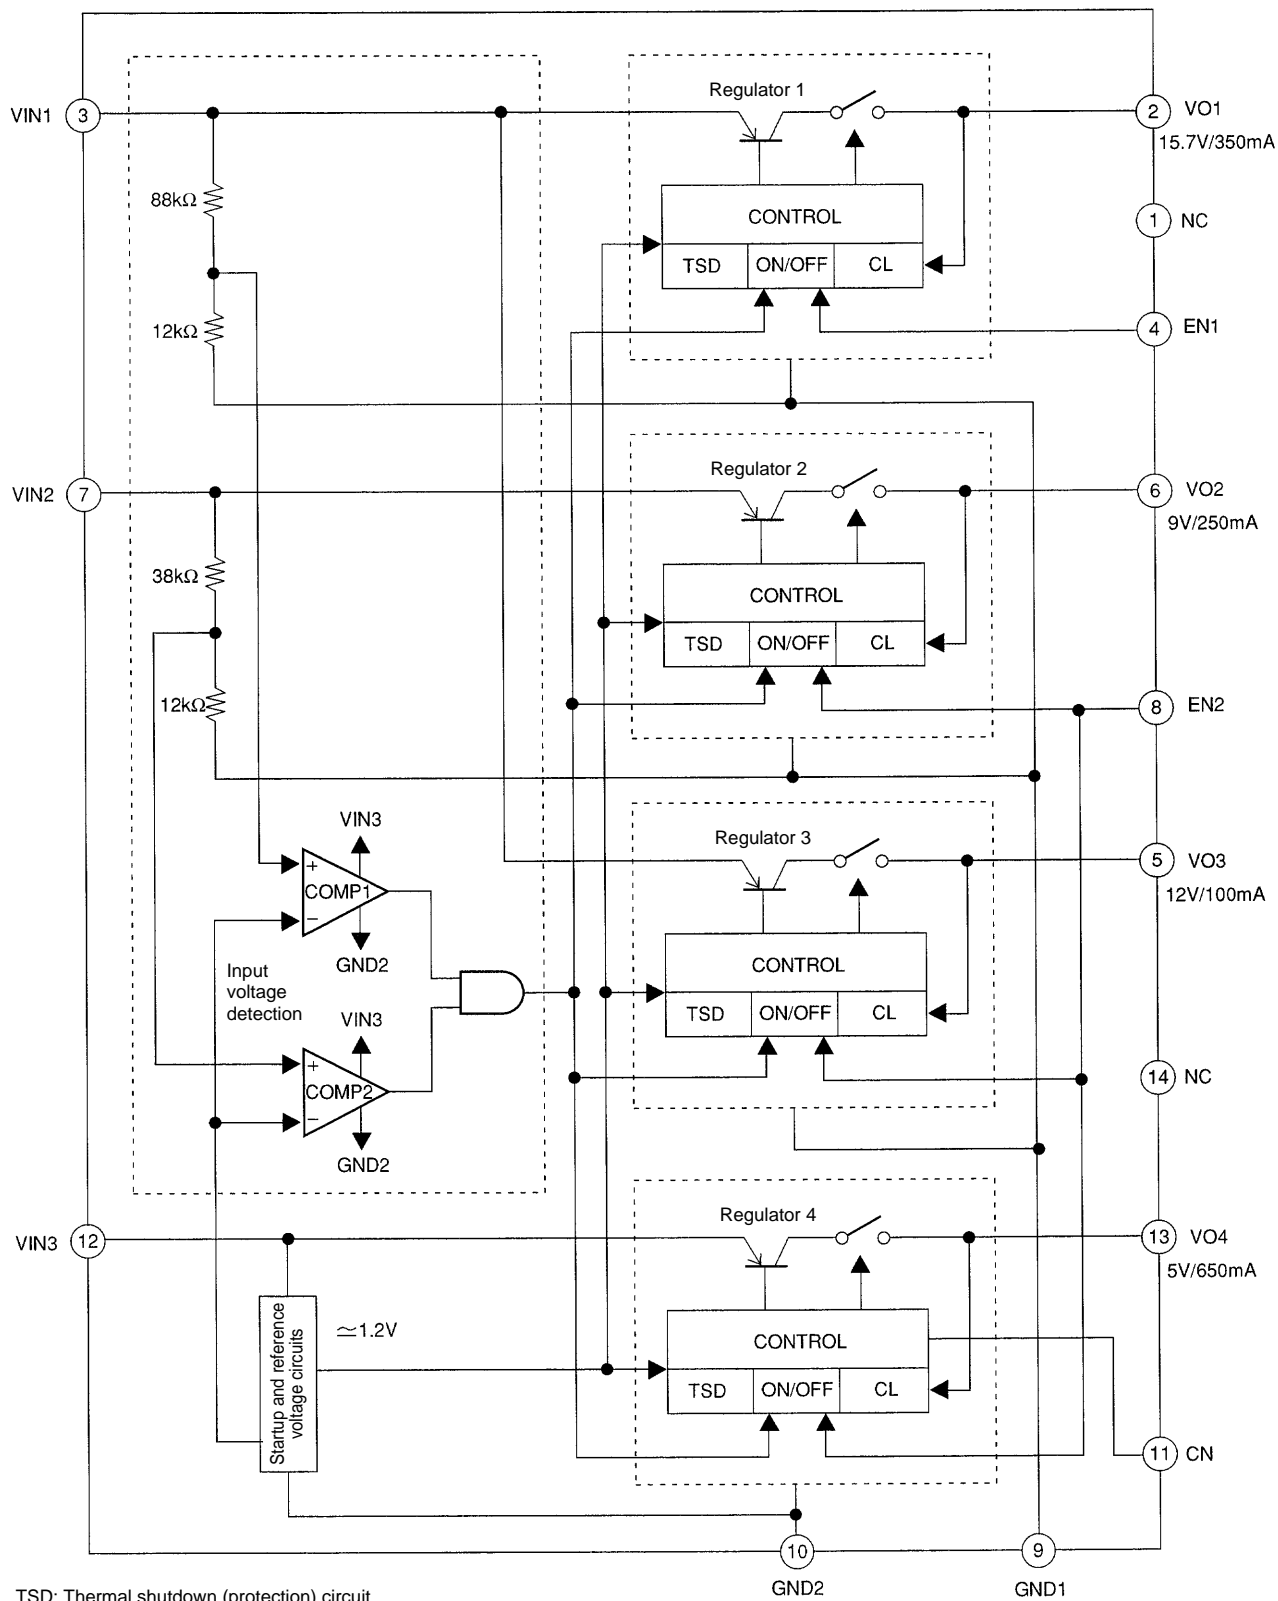 Regulator 1
VIN1
3
2
VO1
15.7V/350mA
88kΩ
CONTROL
1
NC
TSD
ON/OFF
CL
12kΩ
4
EN1
Regulator 2
VIN2
7
6
VO2
9V/250mA
38kΩ
CONTROL
TSD
ON/OFF
CL
12kΩ
8
EN2
VIN3
Regulator 3
5
VO3
12V/100mA
+
COMP1
−
GND2
CONTROL
Input
voltage
detection
TSD
ON/OFF
CL
VIN3
+
COMP2
−
GND2
14
NC
Regulator 4
VIN3
12
13
VO4
5V/650mA
Startup and reference
voltage circuits
≃1.2V
CONTROL
TSD
ON/OFF
CL
11
CN
10
9
GND2
GND1
TSD: Thermal shutdown (protection) circuit